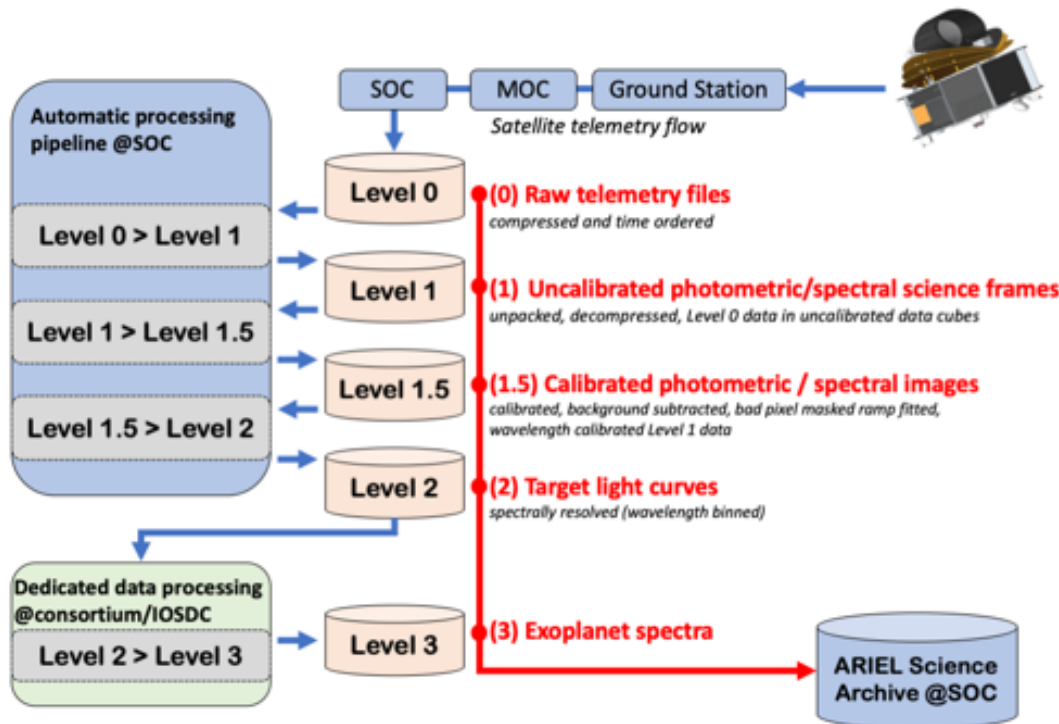 SOC
MOC
Ground Station
Satellite telemetry flow
Automatic processing
pipeline @SOC
Level 0 > Level 1
Level 1 > Level 1.5
Level 1.5 > Level 2
Level 0
(0) Raw telemetry files
compressed and time ordered
Level 1
(1) Uncalibrated photometric/spectral science frames
unpacked, decompressed, Level 0 data in uncalibrated data cubes
Level 1.5
(1.5) Calibrated photometric / spectral images
calibrated, background subtracted, bad pixel masked ramp fitted,
wavelength calibrated Level 1 data
Level 2
(2) Target light curves
spectrally resolved (wavelength binned)
Dedicated data processing
@consortium/IOSDC
Level 2 > Level 3
Level 3
(3) Exoplanet spectra
ARIEL Science
Archive @SOC